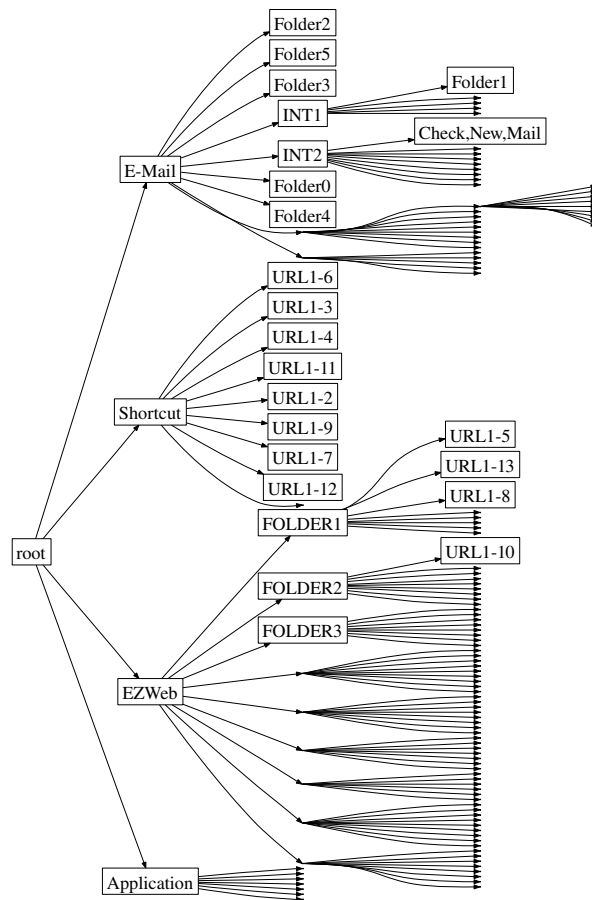 Folder2
Folder5
Folder3
INT1
Folder1
INT2
Check,New,Mail
E-Mail
Folder0
Folder4
URL1-6
URL1-3
URL1-4
URL1-11
Shortcut
URL1-2
URL1-9
URL1-7
URL1-12
URL1-5
URL1-13
URL1-8
FOLDER1
root
URL1-10
FOLDER2
FOLDER3
EZWeb
Application